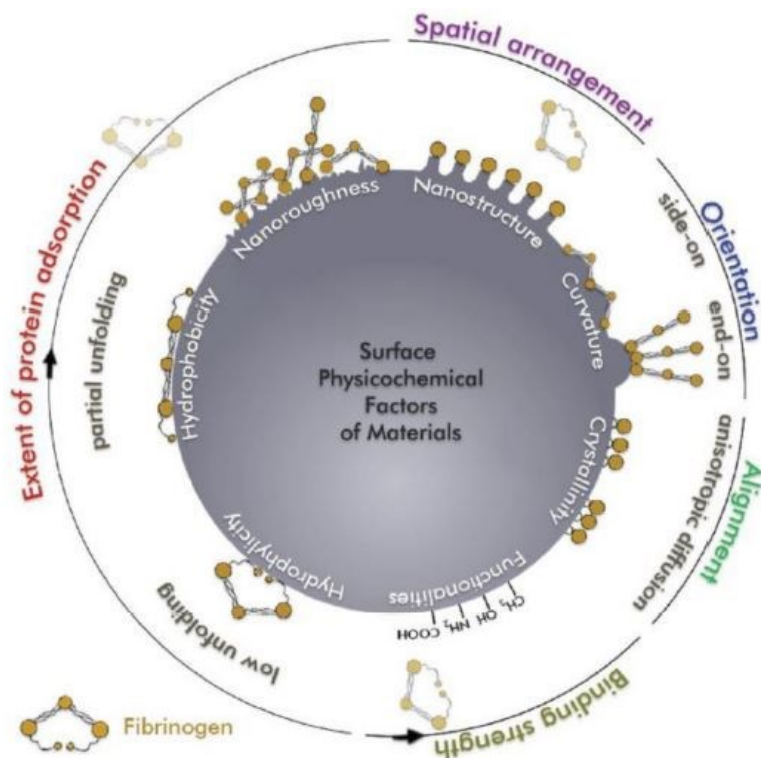 Spatial arrangement
Orientation
side-on
end-on
Alignment
anisotropic diffusion
Binding strength
low unfolding
Extent of protein adsorption
partial unfolding
Nanoroughness
Nanostructure
Curvature
Crystallinity
Functionalities
CH₃
OH
NH₂
COOH
Hydrophylicity
Hydrophobicity
Surface
Physicochemical
Factors
of Materials
Fibrinogen